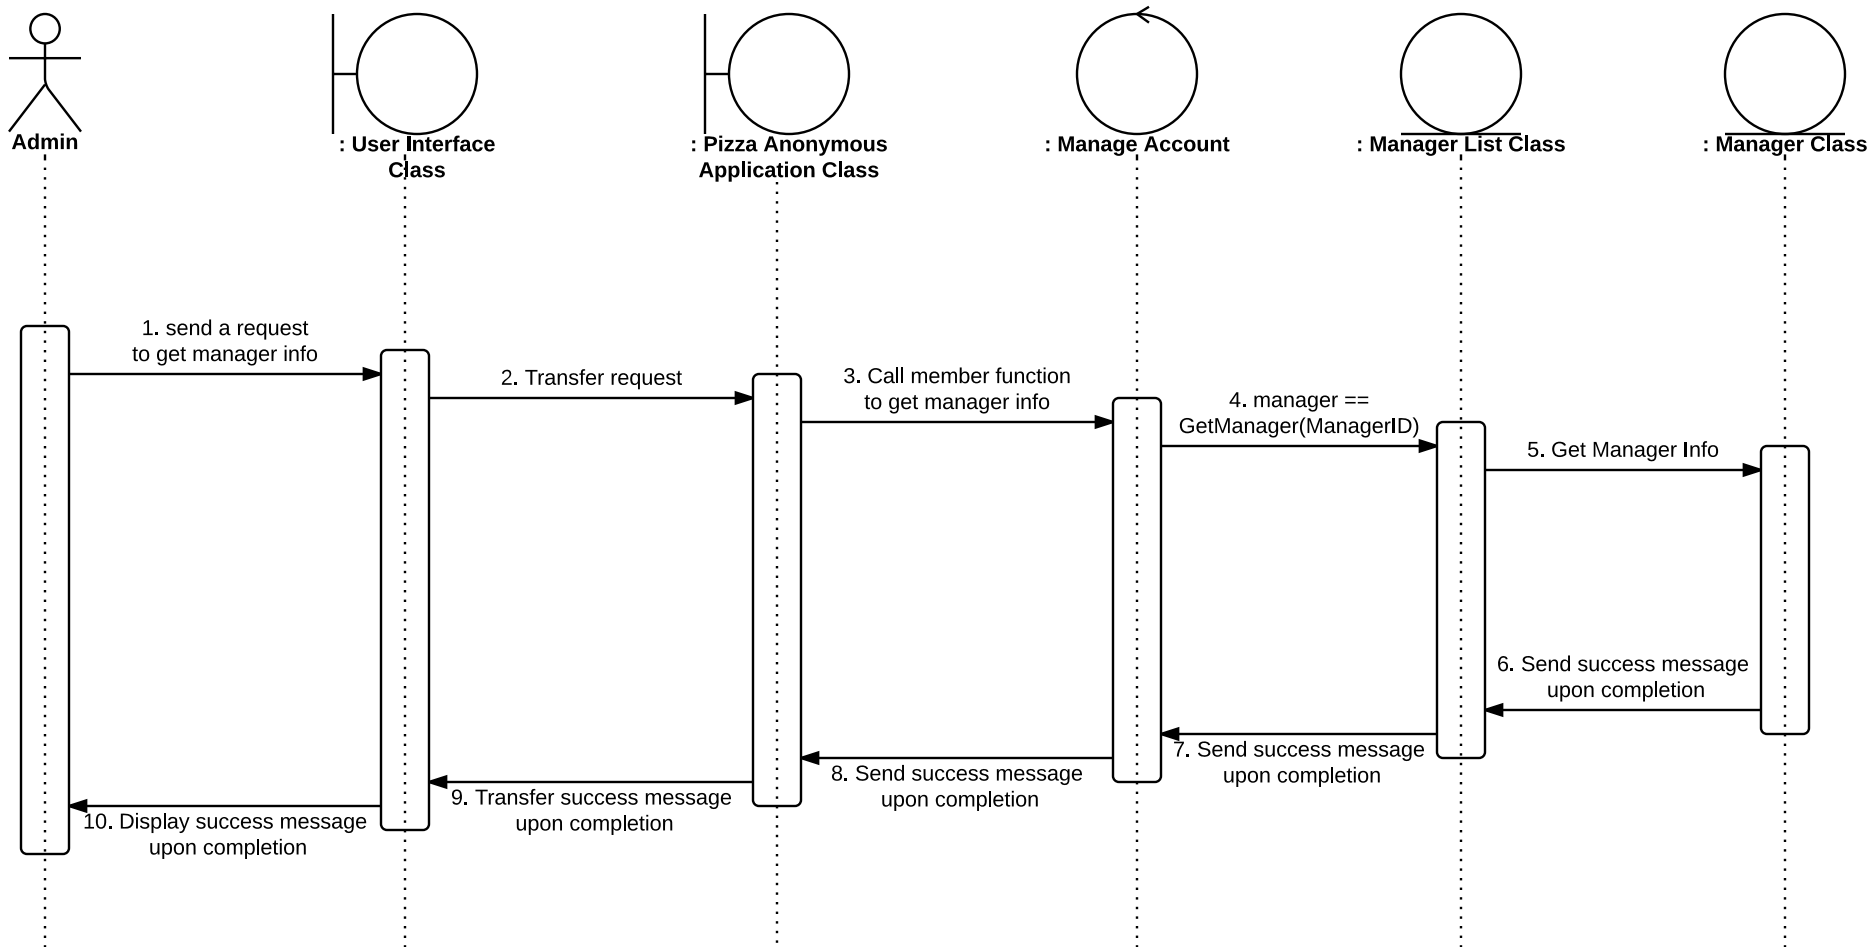 Admin
: User Interface
Class
: Pizza Anonymous
Application Class
: Manage Account
: Manager List Class
: Manager Class
1. send a request
to get manager info
2. Transfer request
3. Call member function
to get manager info
4. manager ==
GetManager(ManagerID)
5. Get Manager Info
6. Send success message
upon completion
7. Send success message
upon completion
8. Send success message
upon completion
9. Transfer success message
upon completion
10. Display success message
upon completion